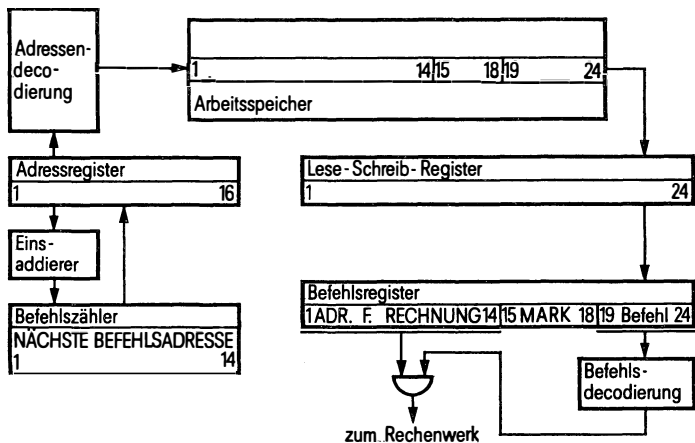 Adressen-
deco-
dierung
1 14 15 18 19 24
Arbeitsspeicher
Adressregister
1 16
Lese-Schreib-Register
1 24
Eins-
addierer
Befehlszähler
NÄCHSTE BEFEHLSADRESSE
1 14
Befehlsregister
1 ADR. F. RECHNUNG 14 15 MARK 18 19 Befehl 24
Befehls-
decodierung
zum „Rechenwerk